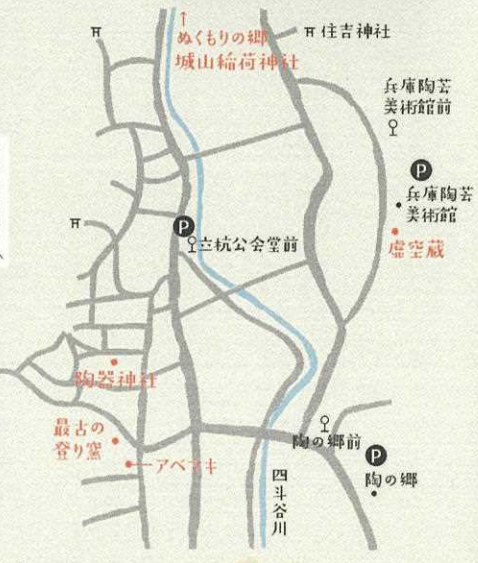 ↑
ぬくもりの郷
城山稲荷神社
住吉神社
兵庫陶芸
美術館前
P
兵庫陶芸
美術館
虚空蔵
P
立杭公会堂前
陶器神社
最古の
登り窯
アベマキ
陶の郷前
P
陶の郷
四斗谷川